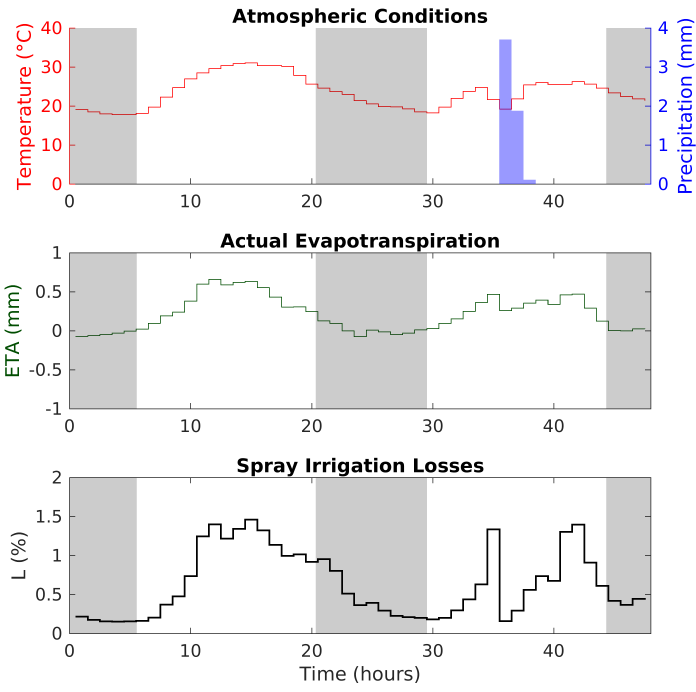 Atmospheric Conditions
40 4
30 3
20 2
10 1
0 0
Temperature (°C)
Precipitation (mm)
0 10 20 30 40
Actual Evapotranspiration
1
0.5
0
-0.5
-1
ETA (mm)
0 10 20 30 40
Spray Irrigation Losses
2
1.5
1
0.5
0
L (%)
0 10 20 30 40
Time (hours)